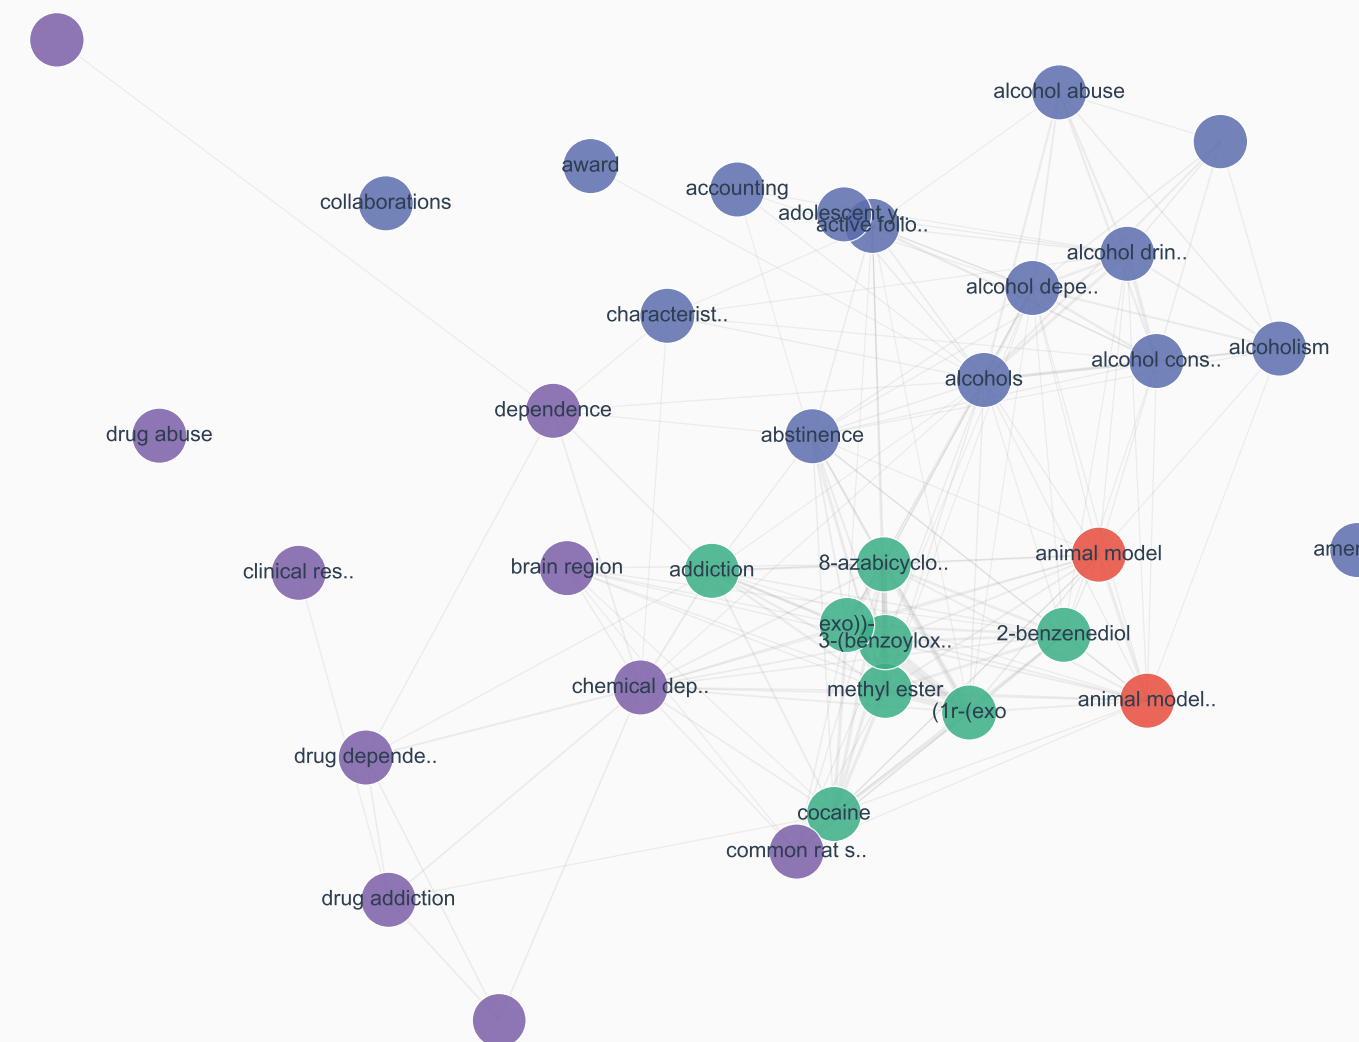 alcohol abuse
award
accounting
collaborations
adolescent y..
active follo..
alcohol drin..
alcohol depe..
characterist..
alcoholism
alcohol cons..
alcohols
dependence
drug abuse
abstinence
amer
animal model
8-azabicyclo..
brain region
addiction
clinical res..
exo))-
2-benzenediol
3-(benzoylox..
chemical dep..
methyl ester
animal model..
(1r-(exo
drug depende..
cocaine
common rat s..
drug addiction